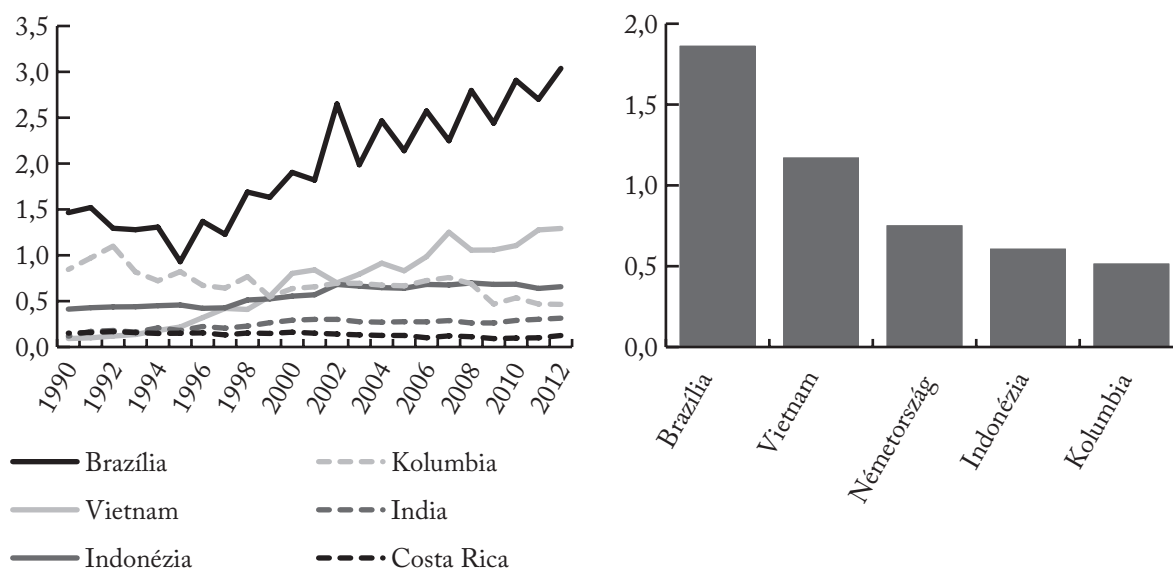 3,5
3,0
2,5
2,0
1,5
1,0
0,5
0,0
1990
1992
1994
1996
1998
2000
2002
2004
2006
2008
2010
2012
Brazília
Kolumbia
Vietnam
India
Indonézia
Costa Rica
2,0
1,5
1,0
0,5
0,0
Brazília
Vietnam
Németország
Indonézia
Kolumbia